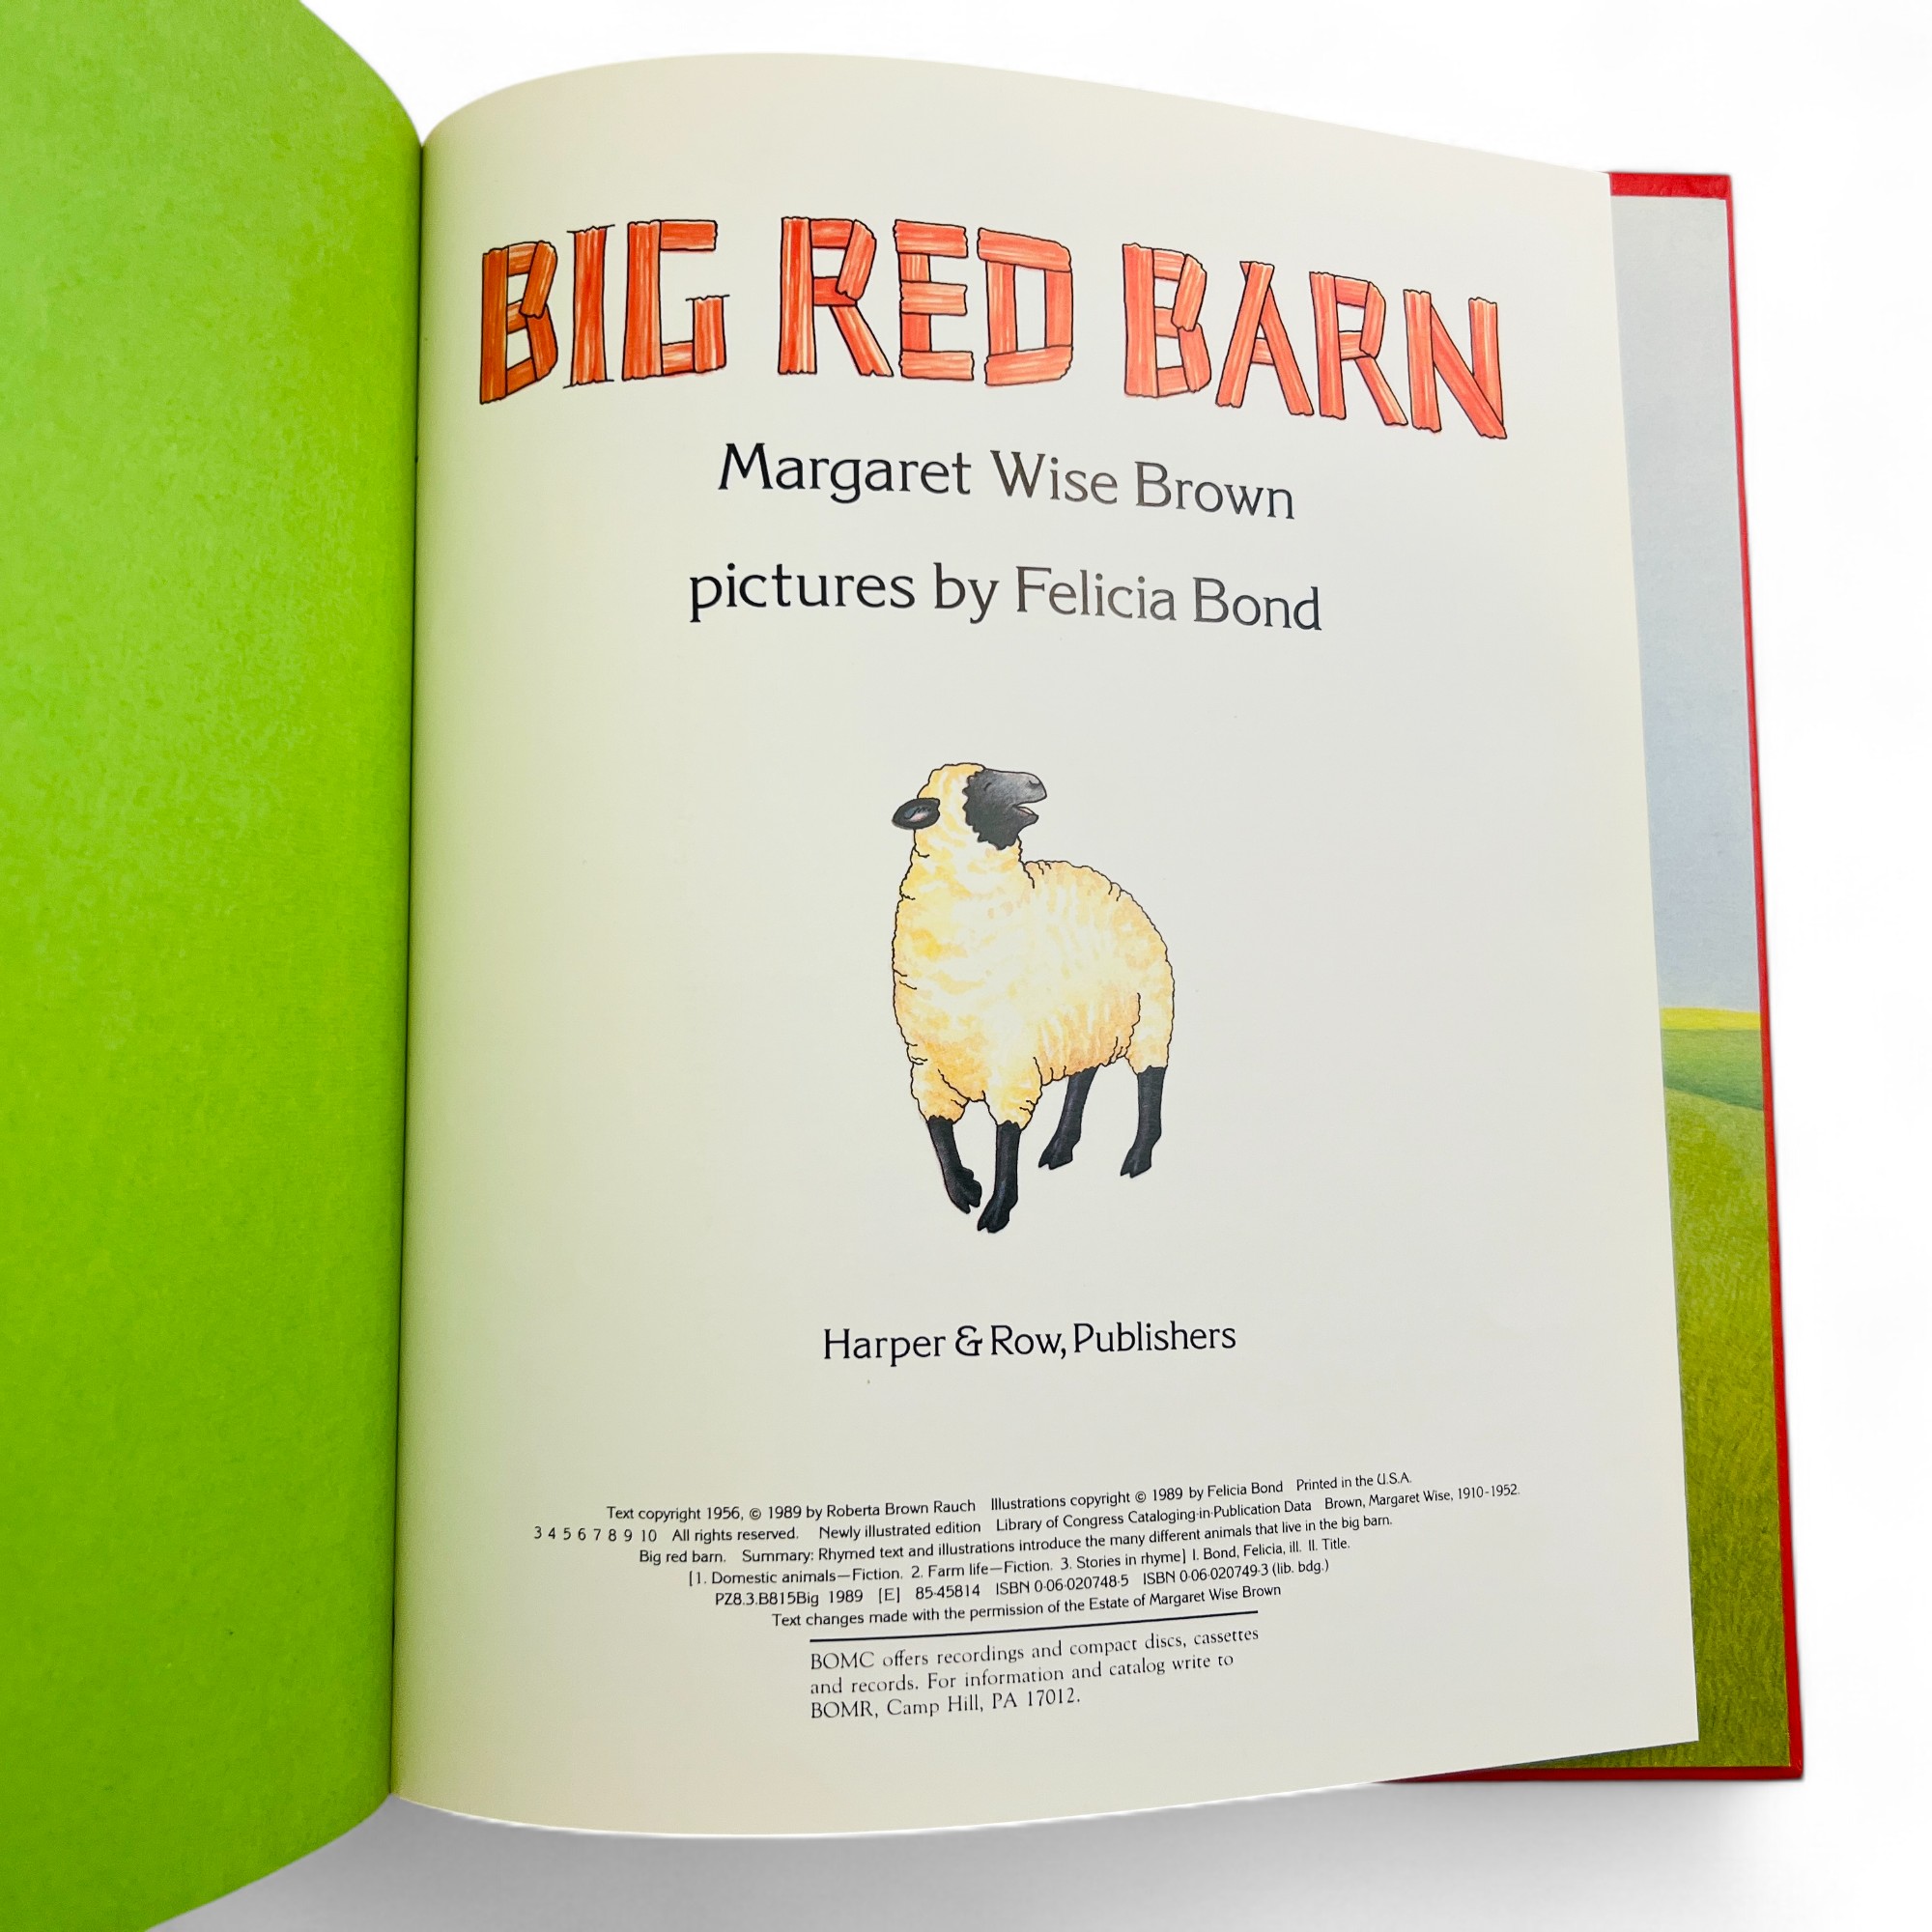 BIG RED BARN
Margaret Wise Brown
pictures by Felicia Bond
Harper & Row, Publishers
Text copyright 1956, © 1989 by Roberta Brown Rauch Illustrations copyright © 1989 by Felicia Bond Printed in the U.S.A.
3 4 5 6 7 8 9 10 All rights reserved. Newly illustrated edition Library of Congress Cataloging-in-Publication Data Brown, Margaret Wise, 1910-1952.
Big red barn. Summary: Rhymed text and illustrations introduce the many different animals that live in the big barn.
[1. Domestic animals—Fiction. 2. Farm life—Fiction. 3. Stories in rhyme] I. Bond, Felicia, ill. II. Title.
PZ8.3.B815Big 1989 [E] 85-45814 ISBN 0-06-020748-5 ISBN 0-06-020749-3 (lib. bdg.)
Text changes made with the permission of the Estate of Margaret Wise Brown
BOMC offers recordings and compact discs, cassettes
and records. For information and catalog write to
BOMR, Camp Hill, PA 17012.